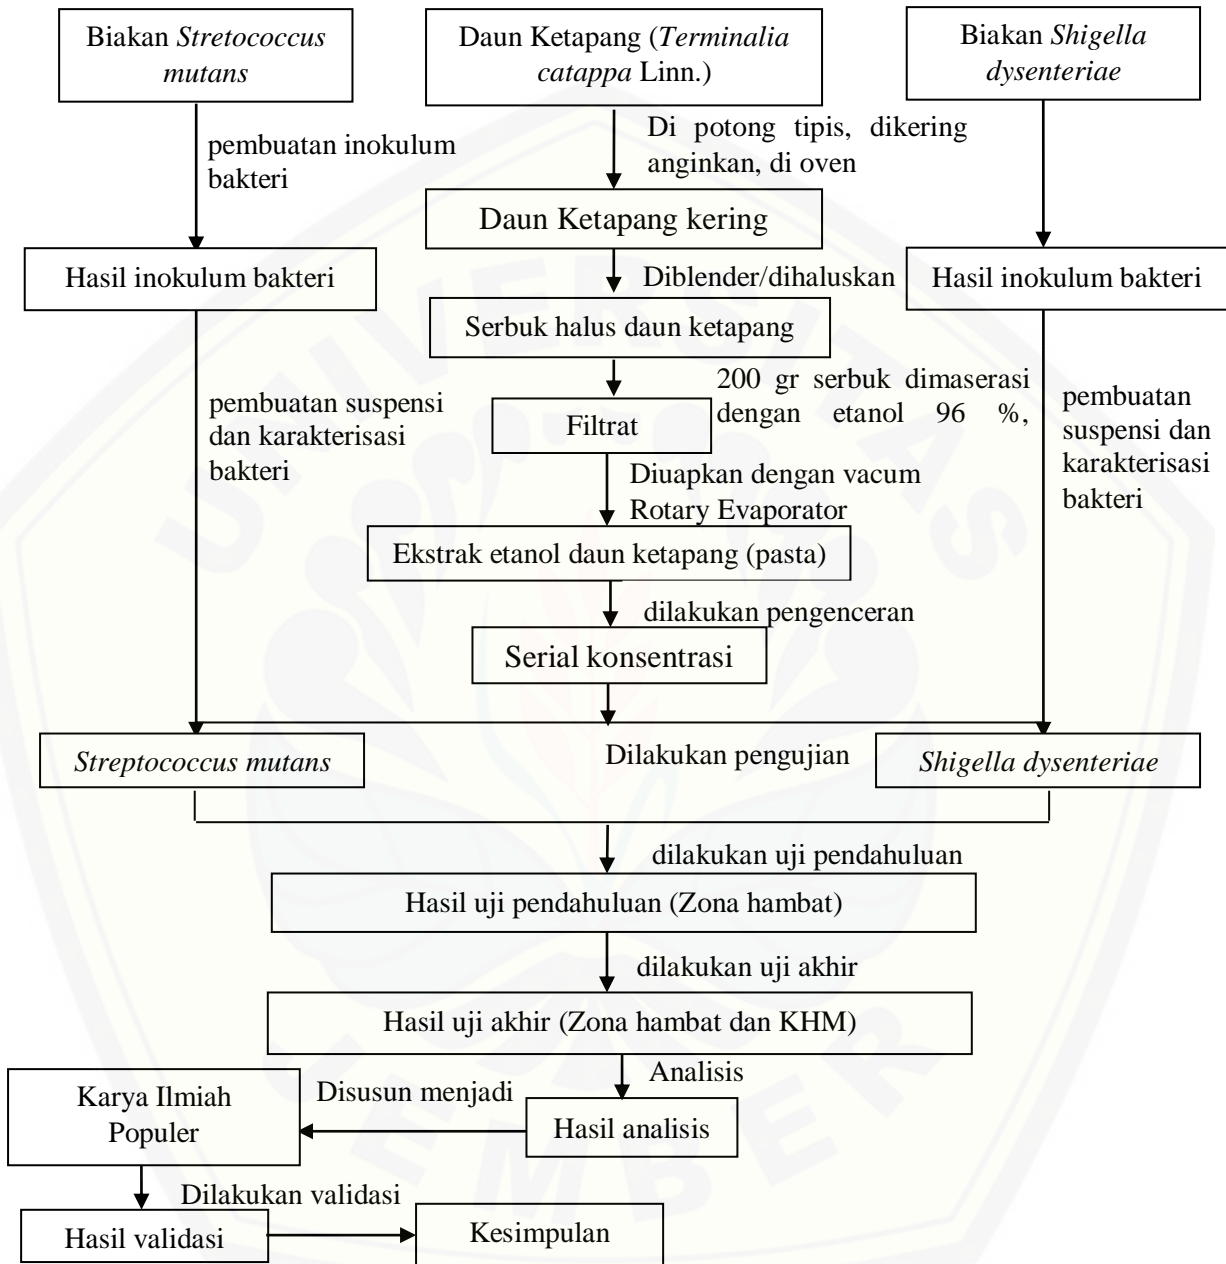 Biakan Stretococcus
mutans
Daun Ketapang (Terminalia
catappa Linn.)
Biakan Shigella
dysenteriae
pembuatan inokulum
bakteri
Di potong tipis, dikering
anginkan, di oven
Daun Ketapang kering
Hasil inokulum bakteri
Diblender/dihaluskan
Hasil inokulum bakteri
Serbuk halus daun ketapang
200 gr serbuk dimaserasi
dengan etanol 96 %,
pembuatan suspensi
dan karakterisasi
bakteri
Filtrat
pembuatan
suspensi dan
karakterisasi
bakteri
Diuapkan dengan vacum
Rotary Evaporator
Ekstrak etanol daun ketapang (pasta)
dilakukan pengenceran
Serial konsentrasi
Streptococcus mutans
Dilakukan pengujian
Shigella dysenteriae
dilakukan uji pendahuluan
Hasil uji pendahuluan (Zona hambat)
dilakukan uji akhir
Hasil uji akhir (Zona hambat dan KHM)
Analisis
Karya Ilmiah
Populer
Disusun menjadi
Hasil analisis
Dilakukan validasi
Hasil validasi
Kesimpulan
UNIVERSITAS
JEMBER